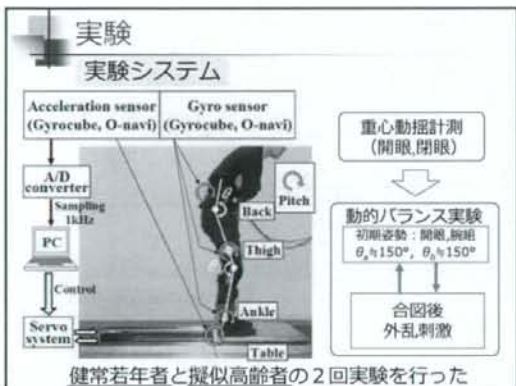 実験
実験システム
Acceleration sensor
(Gyrocube, O-navi)
Gyro sensor
(Gyrocube, O-navi)
A/D
converter
Sampling
1kHz
PC
Control
Servo
system
θ
Back
Pitch
Thigh
Ankle
Table
重心動揺計測
(開眼,閉眼)
動的バランス実験
初期姿勢：開眼,腕組
θa≒150°, θh≒150°
合図後
外乱刺激
健常若年者と擬似高齢者の2回実験を行った